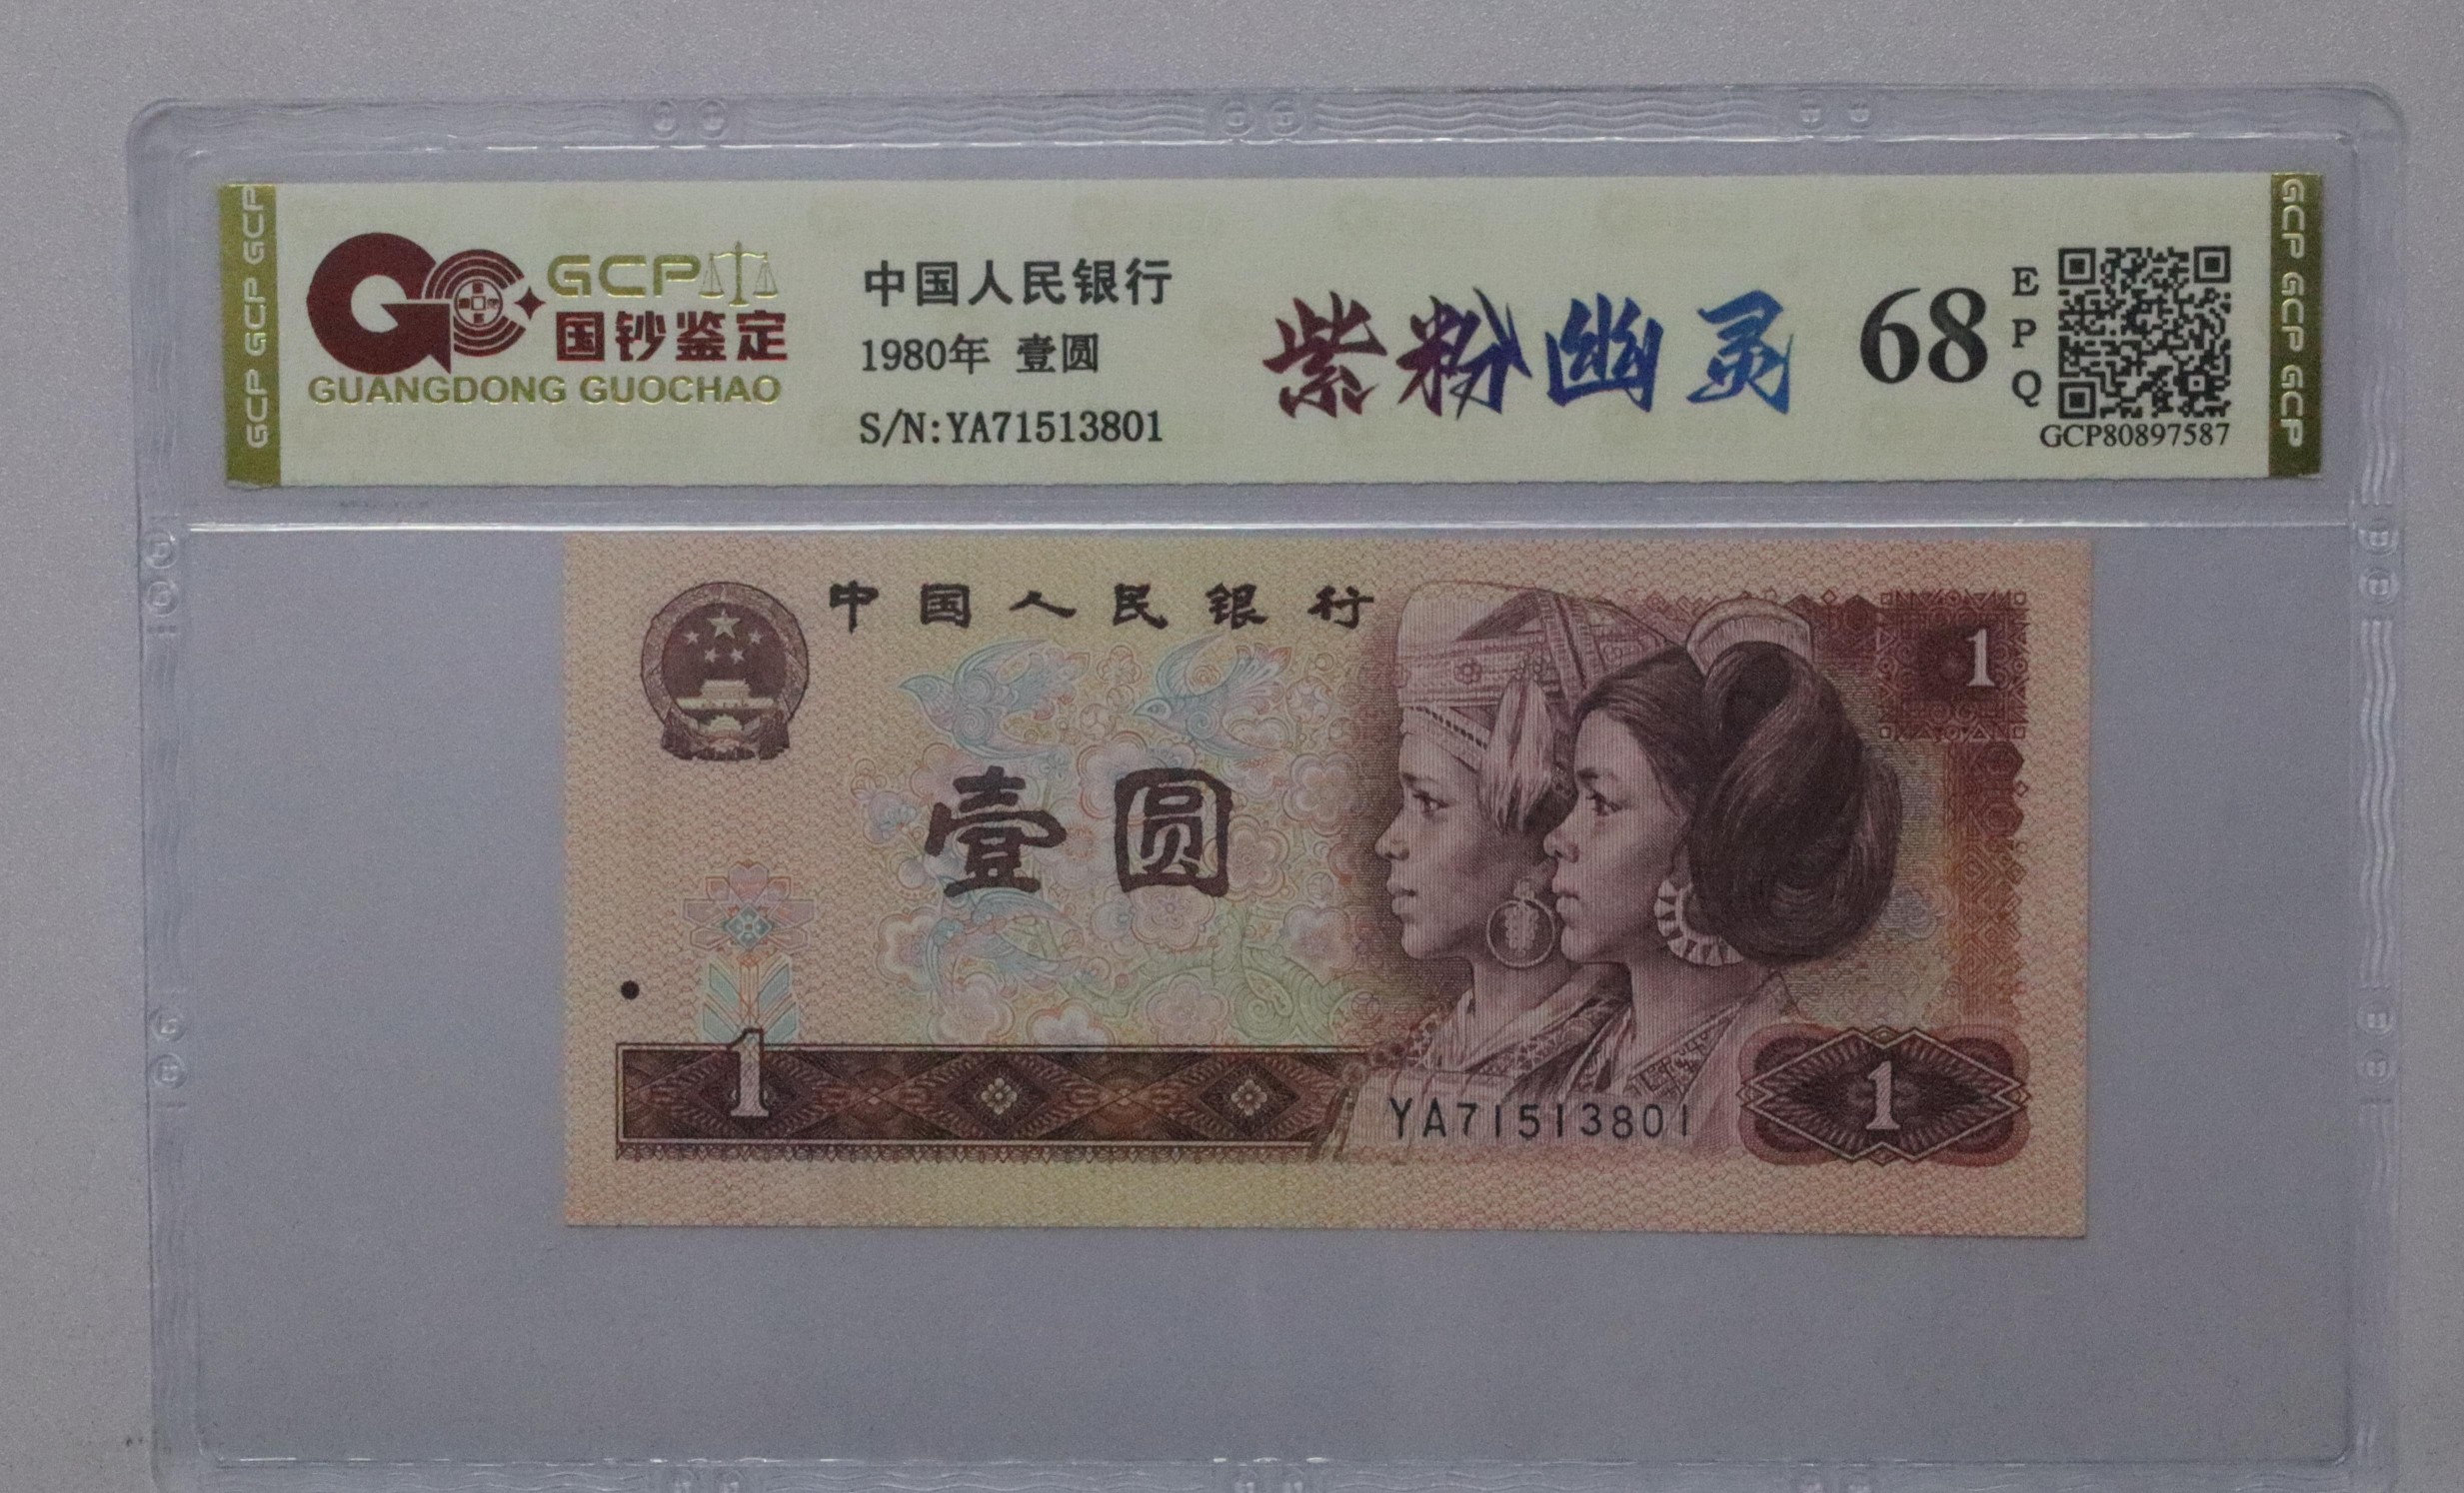 GCP GCP GCP
GCP
国钞鉴定
GUANGDONG GUOCHAO
中国人民银行
1980年 壹圆
S/N:YA71513801
紫粉幽灵
68
EPQ
GCP80897587
GCP GCP GCP
中国人民银行
1
壹圆
1
YA71513801
1